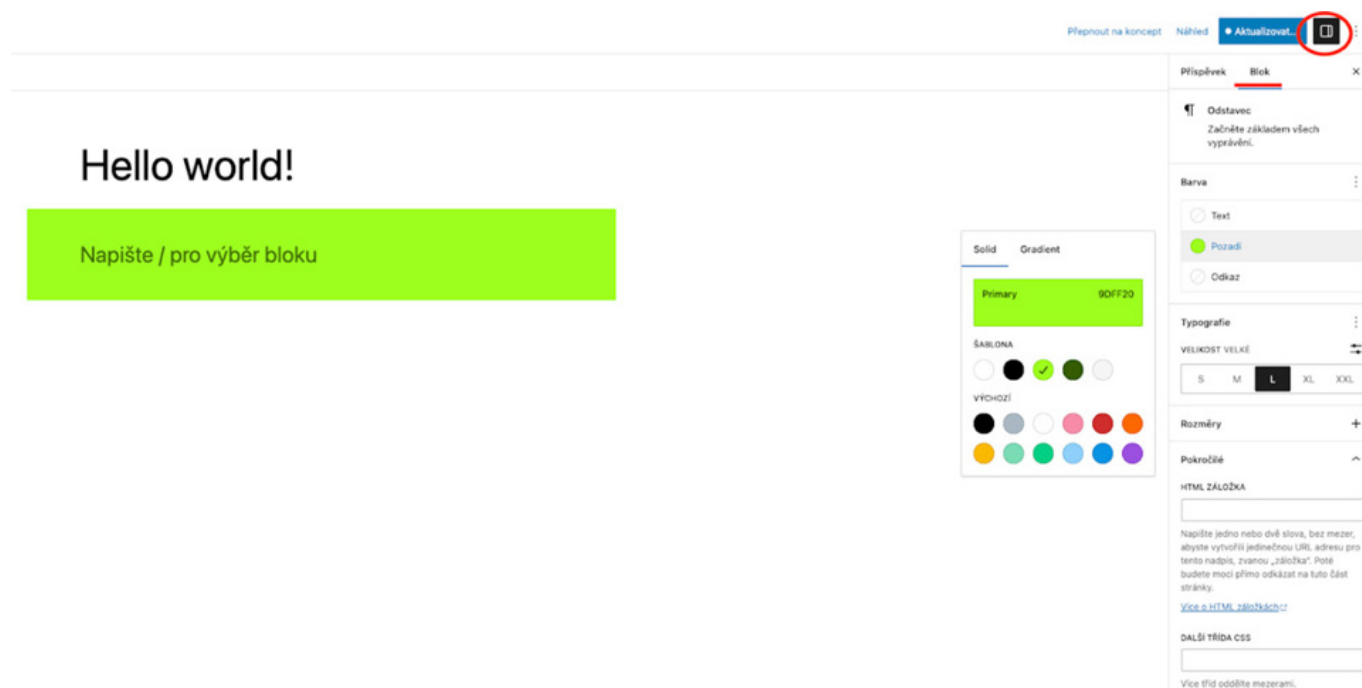 Přepnout na koncept Náhled Aktualizovat...
Příspěvek Blok
Odstavec
Začněte základem všech
vyprávění.
Hello world!
Napište / pro výběr bloku
Solid Gradient
Primary 9DFF20
ŠABLONA
VÝCHOZÍ
Barva
Text
Pozadí
Odkaz
Typografie
VELIKOST VELKÉ
S M L XL XXL
Rozměry
Pokročilé
HTML ZÁLOŽKA
Napište jedno nebo dvě slova, bez mezer,
abyste vytvořili jedinečnou URL adresu pro
tento nadpis, zvanou „záložka“. Poté
budete moci přímo odkázat na tuto část
stránky.
Více o HTML záložkách
DALŠÍ TŘÍDA CSS
Více tříd oddělte mezerami.